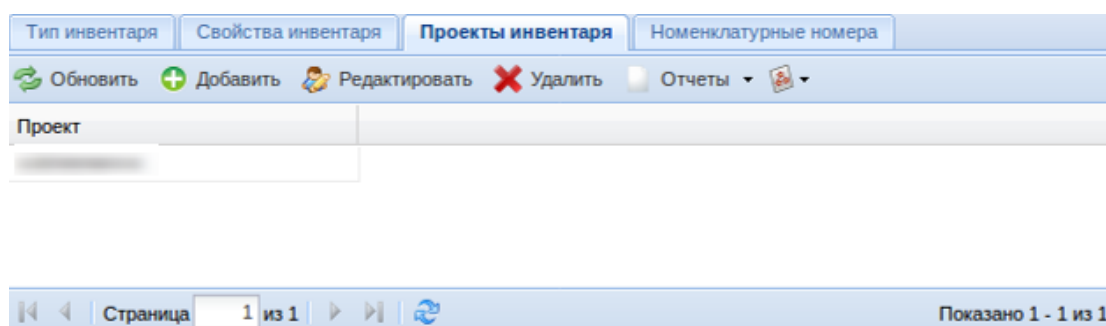 Тип инвентаря Свойства инвентаря Проекты инвентаря Номенклатурные номера
Обновить Добавить Редактировать Удалить Отчеты
Проект
Страница 1 из 1 Показано 1 - 1 из 1